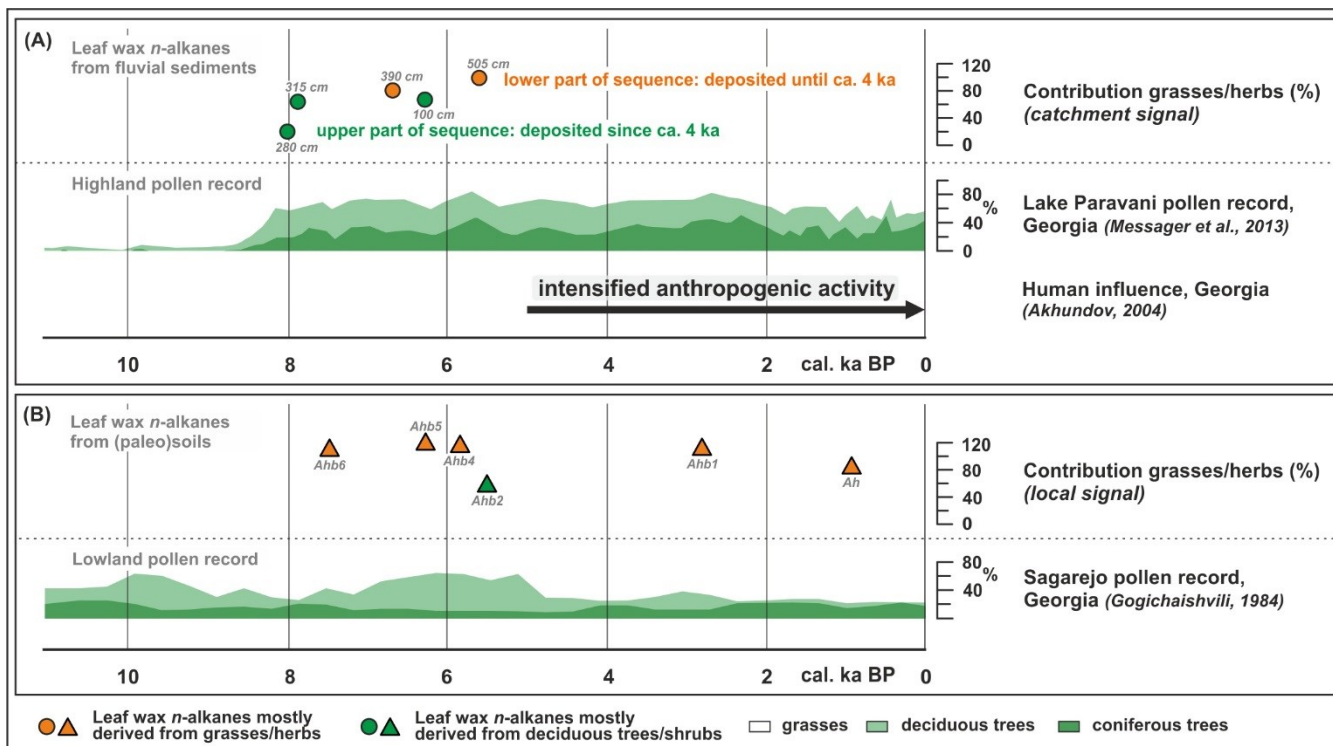 (A)
Leaf wax n-alkanes
from fluvial sediments
315 cm
280 cm
390 cm
100 cm
505 cm
lower part of sequence: deposited until ca. 4 ka
upper part of sequence: deposited since ca. 4 ka
120
80
40
0
Contribution grasses/herbs (%)
(catchment signal)
Highland pollen record
80
40
0
%
Lake Paravani pollen record,
Georgia (Messager et al., 2013)
intensified anthropogenic activity
Human influence, Georgia
(Akhundov, 2004)
10 8 6 4 2 cal. ka BP 0
(B)
Leaf wax n-alkanes
from (paleo)soils
Ahb6
Ahb5
Ahb4
Ahb2
Ahb1
Ah
120
80
40
0
Contribution grasses/herbs (%)
(local signal)
Lowland pollen record
80
40
%
Sagarejo pollen record,
Georgia (Gogichaishvili, 1984)
10 8 6 4 2 cal. ka BP 0
Leaf wax n-alkanes mostly
derived from grasses/herbs
Leaf wax n-alkanes mostly
derived from deciduous trees/shrubs
grasses
deciduous trees
coniferous trees